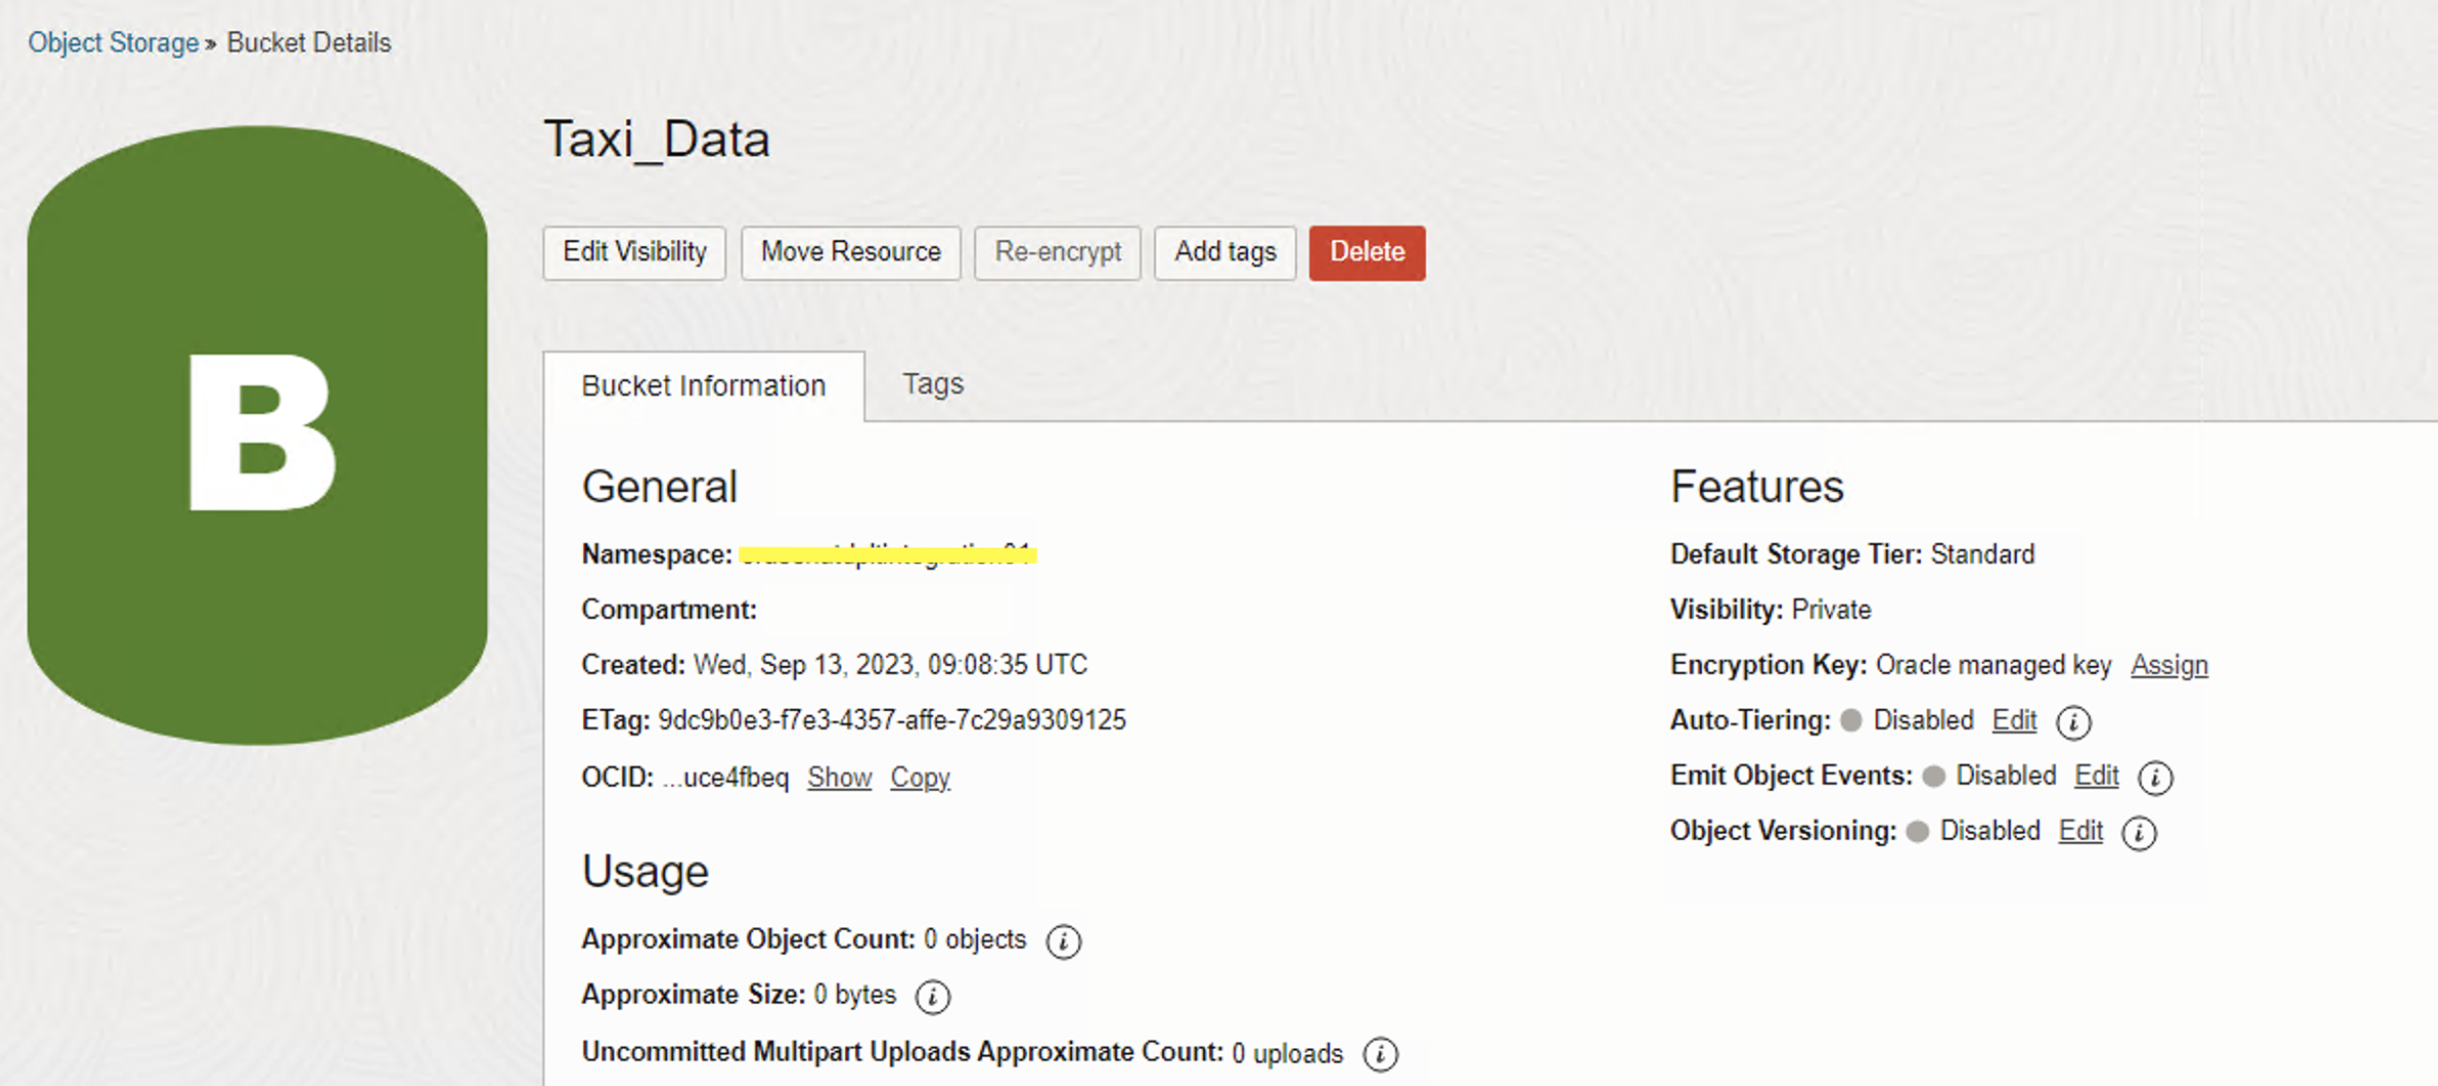 Object Storage » Bucket Details
B
Taxi_Data
Edit Visibility Move Resource Re-encrypt Add tags Delete
Bucket Information Tags
General
Namespace:
Compartment:
Created: Wed, Sep 13, 2023, 09:08:35 UTC
ETag: 9dc9b0e3-f7e3-4357-affe-7c29a9309125
OCID: ...uce4fbeq Show Copy
Usage
Approximate Object Count: 0 objects i
Approximate Size: 0 bytes i
Uncommitted Multipart Uploads Approximate Count: 0 uploads i
Features
Default Storage Tier: Standard
Visibility: Private
Encryption Key: Oracle managed key Assign
Auto-Tiering: Disabled Edit i
Emit Object Events: Disabled Edit i
Object Versioning: Disabled Edit i